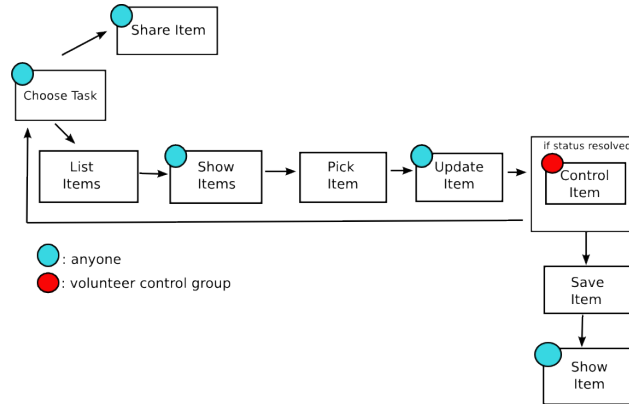 Share Item
Choose Task
if status resolved
List
Items
Show
Items
Pick
Item
Update
Item
Control
Item
: anyone
: volunteer control group
Save
Item
Show
Item